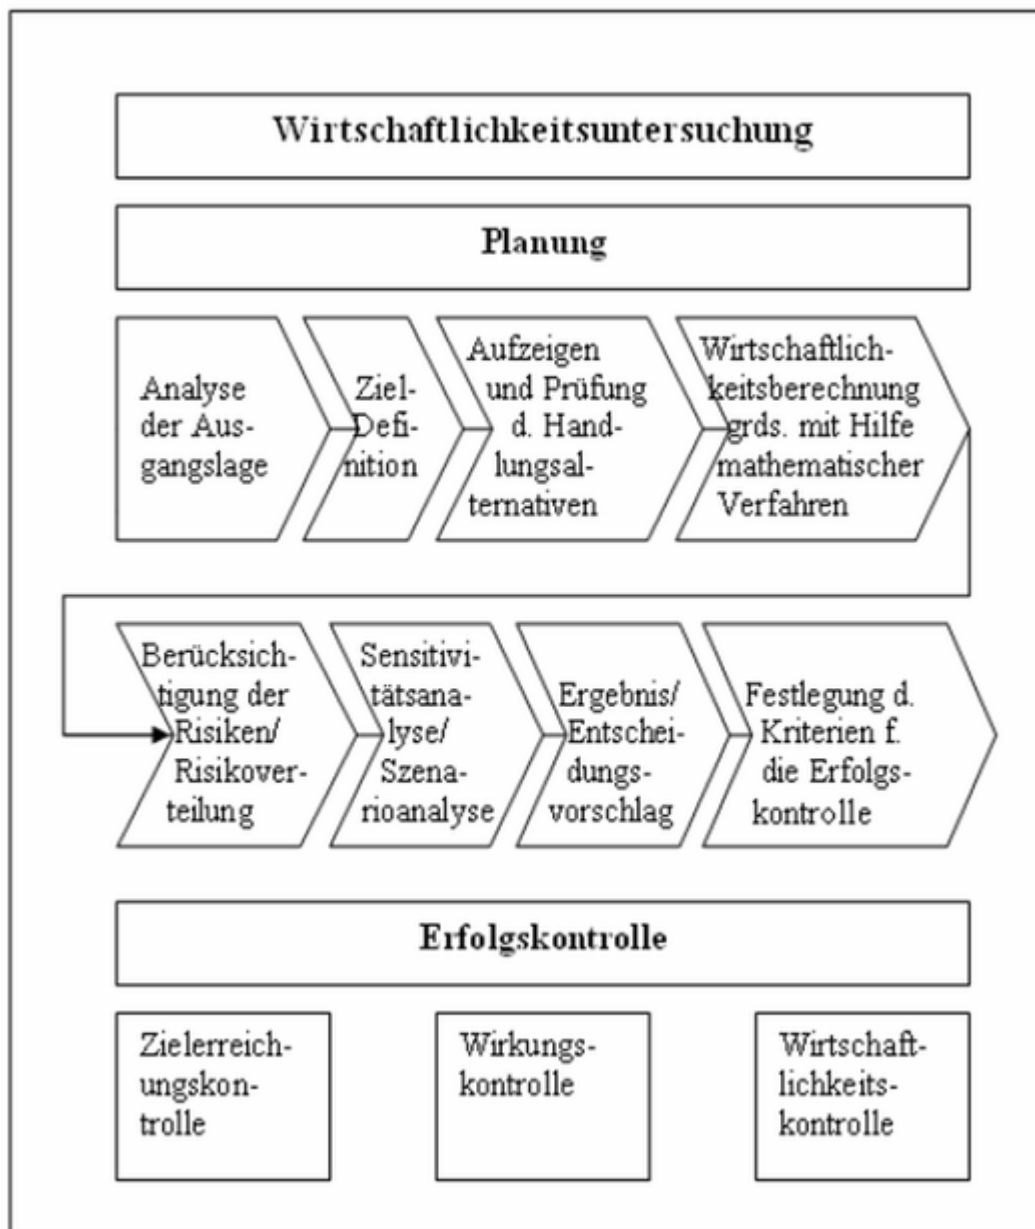 Wirtschaftlichkeitsuntersuchung
Planung
Analyse
der Aus-
gangslage
Ziel-
Defi-
nition
Aufzeigen
und Prüfung
d. Hand-
lungsal-
ternativen
Wirtschaftlich-
keitsberechnung
grds. mit Hilfe
mathematischer
Verfahren
Berücksich-
tigung der
Risiken/
Risikover-
teilung
Sensitivi-
tätsana-
lyse/
Szena-
rioanalyse
Ergebnis/
Entschei-
dungs-
vorschlag
Festlegung d.
Kriterien f.
die Erfolgs-
kontrolle
Erfolgskontrolle
Zielerreich-
ungskon-
trolle
Wirkungs-
kontrolle
Wirtschaft-
lichkeits-
kontrolle